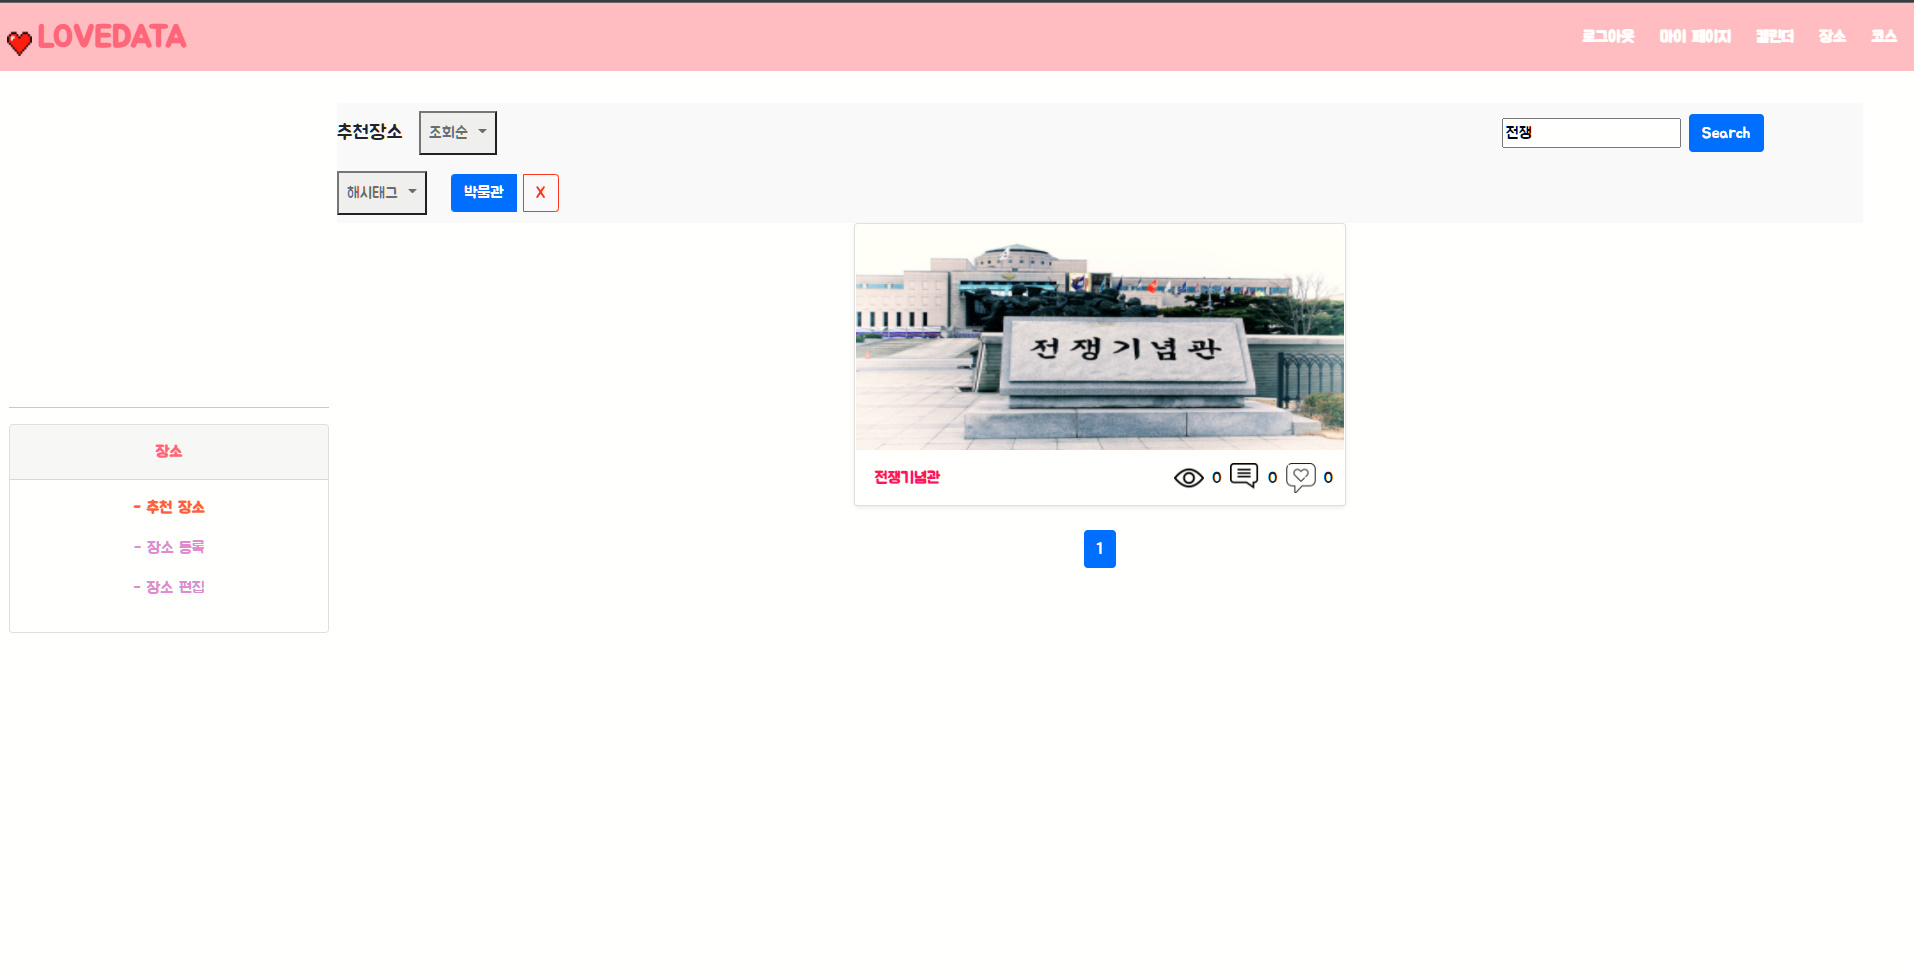 LOVEDATA
로그아웃 마이 페이지 캘린더 장소 코스
추천장소 조회순 전쟁 Search
해시태그 박물관 X
전쟁기념관
전쟁기념관 0 0 0
1
장소
- 추천 장소
- 장소 등록
- 장소 편집